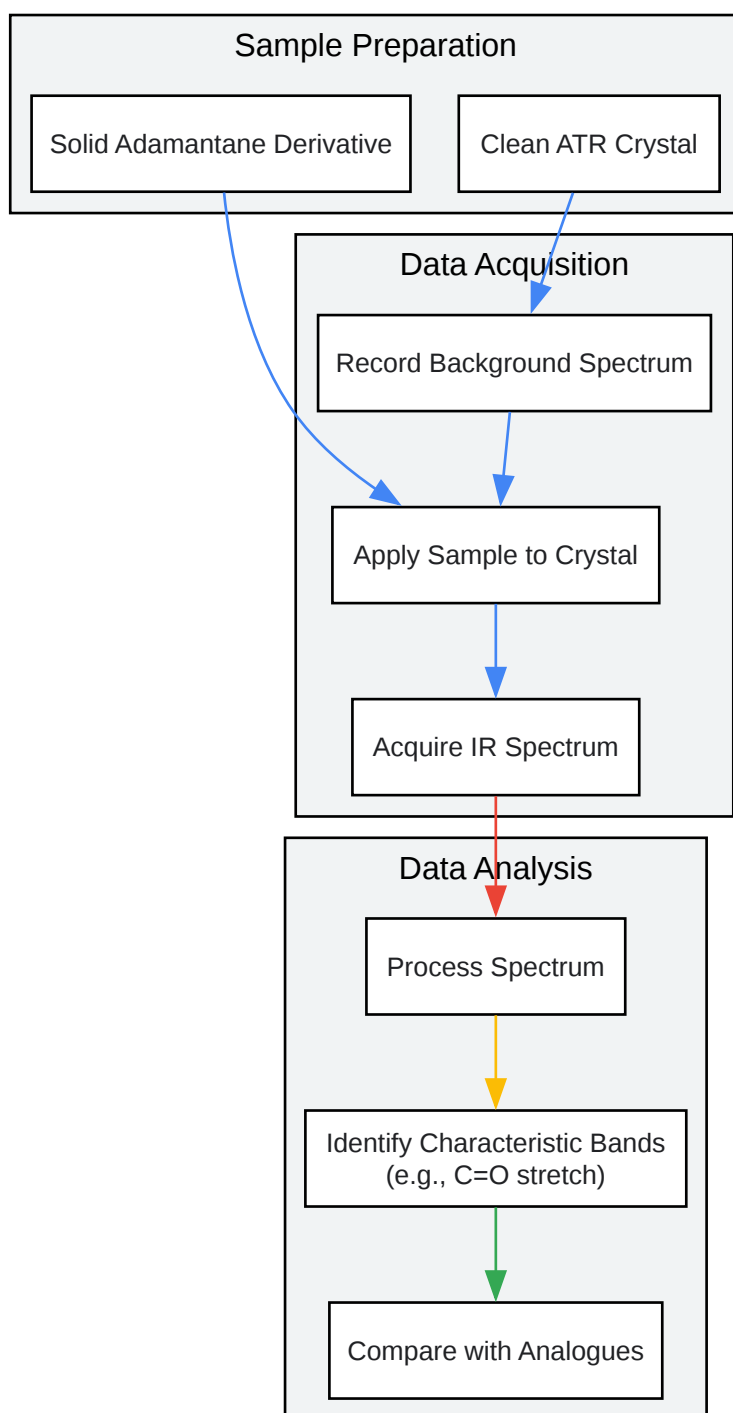 Sample Preparation
Solid Adamantane Derivative
Clean ATR Crystal
Data Acquisition
Record Background Spectrum
Apply Sample to Crystal
Acquire IR Spectrum
Data Analysis
Process Spectrum
Identify Characteristic Bands
(e.g., C=O stretch)
Compare with Analogues